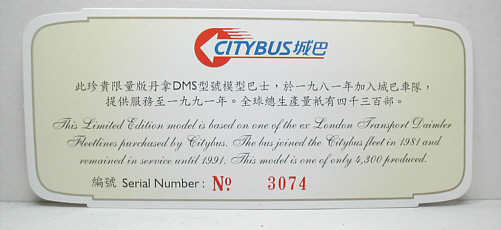 CITYBUS城巴
此珍貴限量版丹拿DMS型號模型巴士，於一九八一年加入城巴車隊，
提供服務至一九九一年。全球總生產量祇有四千三百部。
This Limited Edition model is based on one of the ex London Transport Daimler
Fleetlines purchased by Citybus. The bus joined the Citybus fleet in 1981 and
remained in service until 1991. This model is one of only 4,300 produced.
編號 Serial Number : Nº 3074